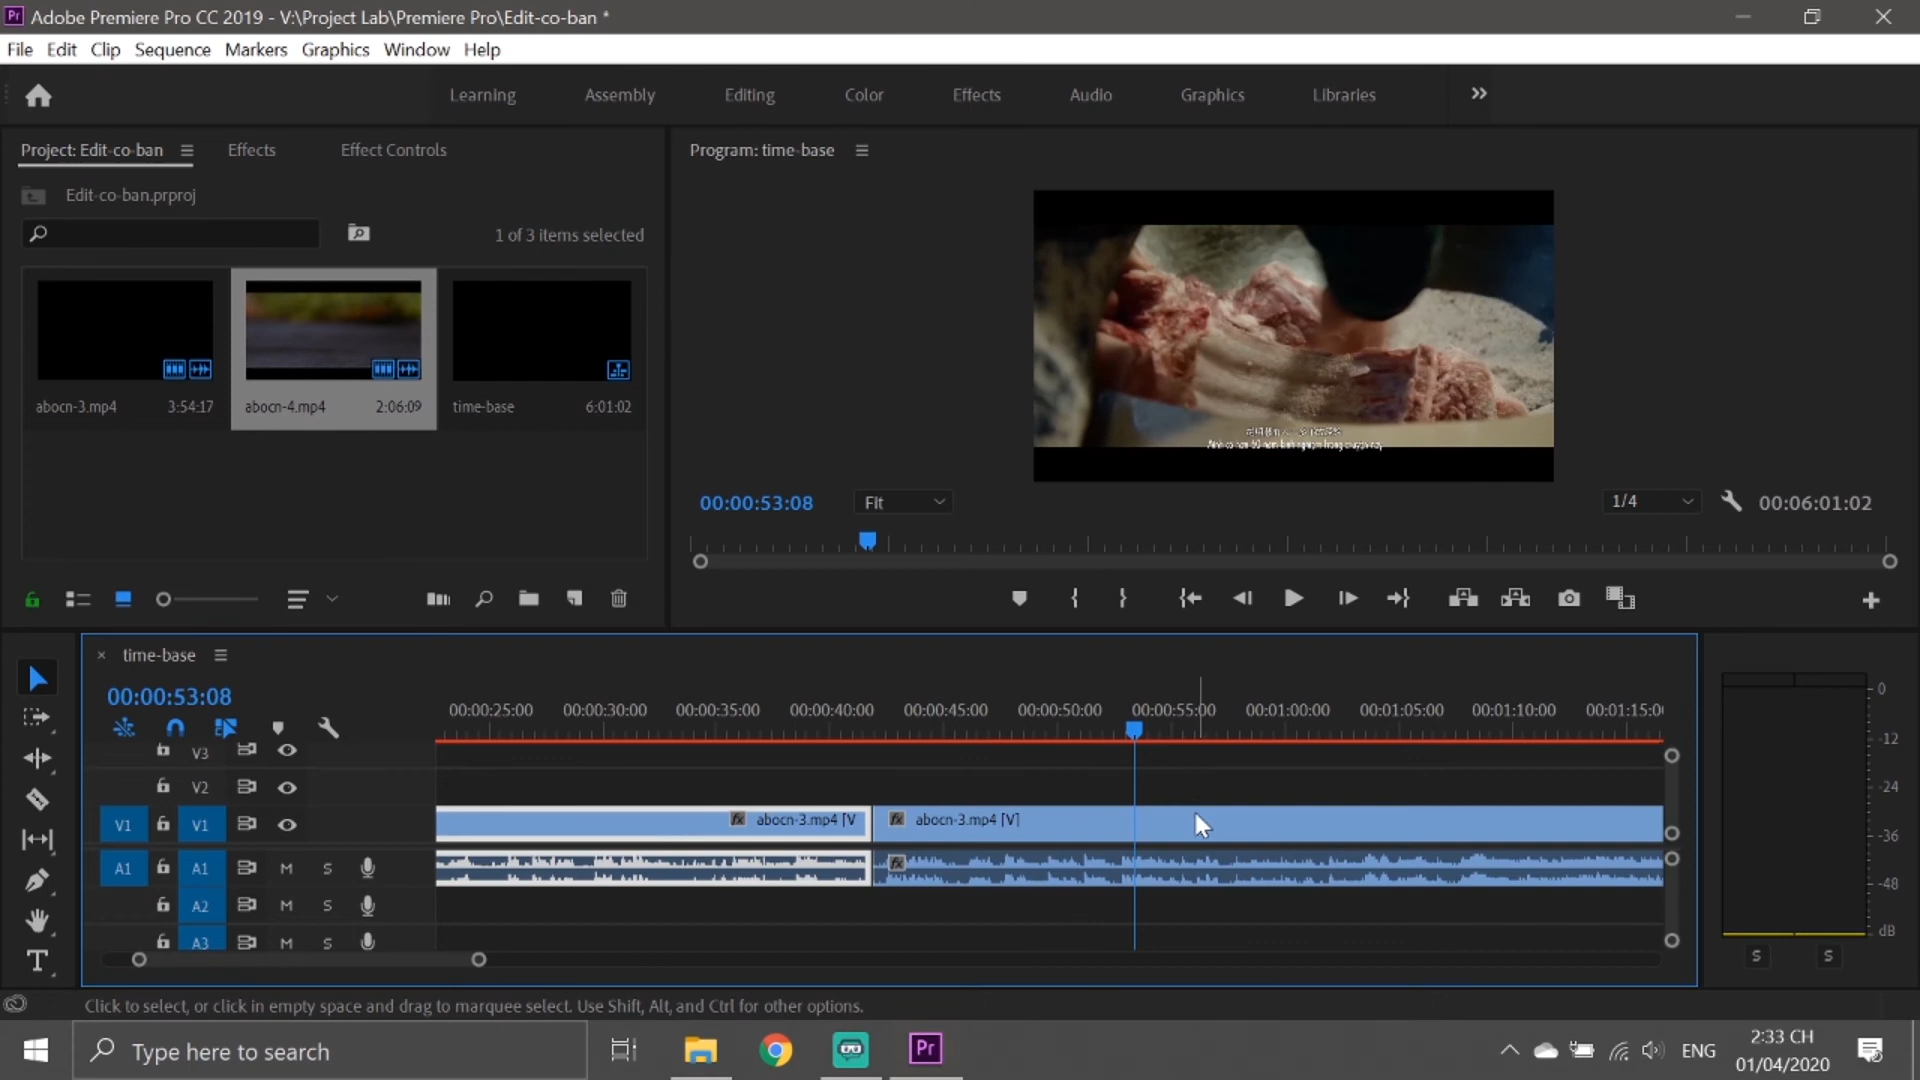 Adobe Premiere Pro CC 2019 - V:\Project Lab\Premiere Pro\Edit-co-ban *
File Edit Clip Sequence Markers Graphics Window Help
Learning Assembly Editing Color Effects Audio Graphics Libraries
Project: Edit-co-ban Effects Effect Controls
Program: time-base
Edit-co-ban.prproj
1 of 3 items selected
abocn-3.mp4 3:54:17
abocn-4.mp4 2:06:09
time-base 6:01:02
00:00:53:08 Fit 1/4 00:06:01:02
time-base
00:00:53:08
00:00:25:00 00:00:30:00 00:00:35:00 00:00:40:00 00:00:45:00 00:00:50:00 00:00:55:00 00:01:00:00 00:01:05:00 00:01:10:00 00:01:15:0
V3
V2
V1 V1
abocn-3.mp4 [V
abocn-3.mp4 [V]
A1 A1 M S
A2 M S
A3 M S
0
-12
-24
-36
-48
dB
S S
Click to select, or click in empty space and drag to marquee select. Use Shift, Alt, and Ctrl for other options.
Type here to search
ENG
2:33 CH
01/04/2020